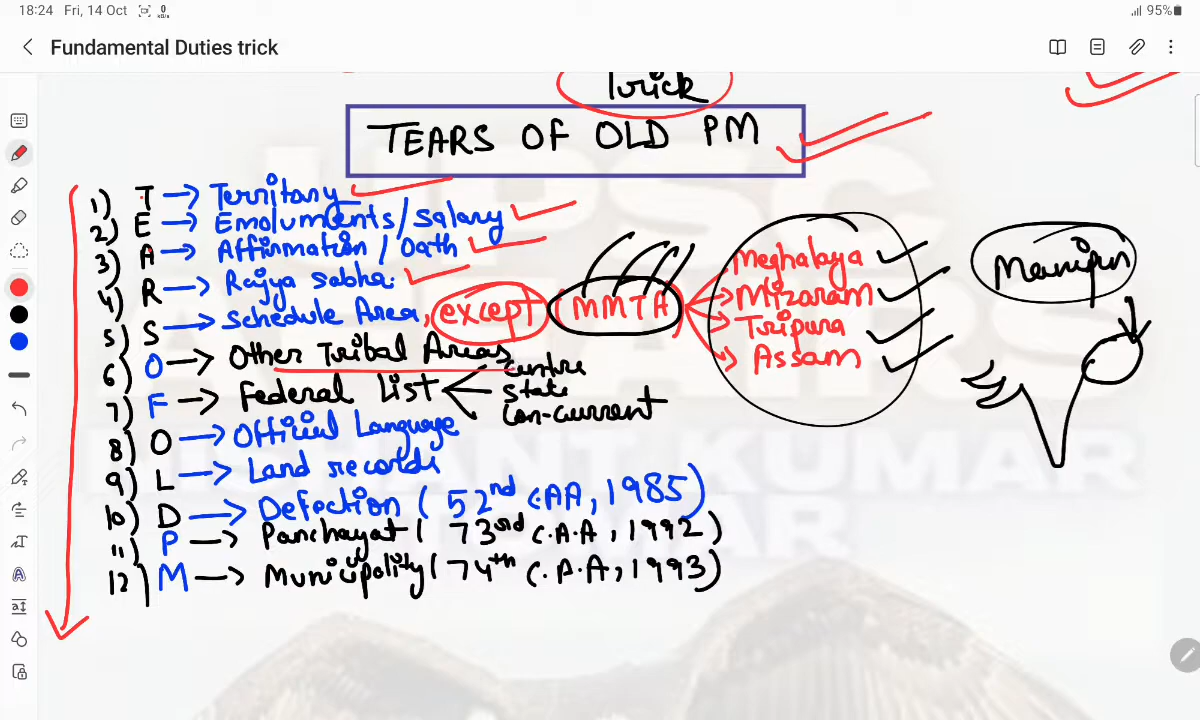 18:24 Fri, 14 Oct 0 KB/s 95%
Fundamental Duties trick
Trick
TEARS OF OLD PM
1) T → Territory
2) E → Emoluments/Salary
3) A → Affirmation / Oath
4) R → Rajya Sabha
5) S → Schedule Area, except MMTA
Meghalaya
Mizoram
Tripura
Assam
Manipur
6) O → Other Tribal Areas
7) F → Federal List
Centre
State
Con-current
8) O → Official Language
9) L → Land records
10) D → Defection ( 52nd C.AA, 1985)
11) P → Panchayat ( 73rd C.A.A, 1992)
12) M → Municipality ( 74th C.A.A, 1993)